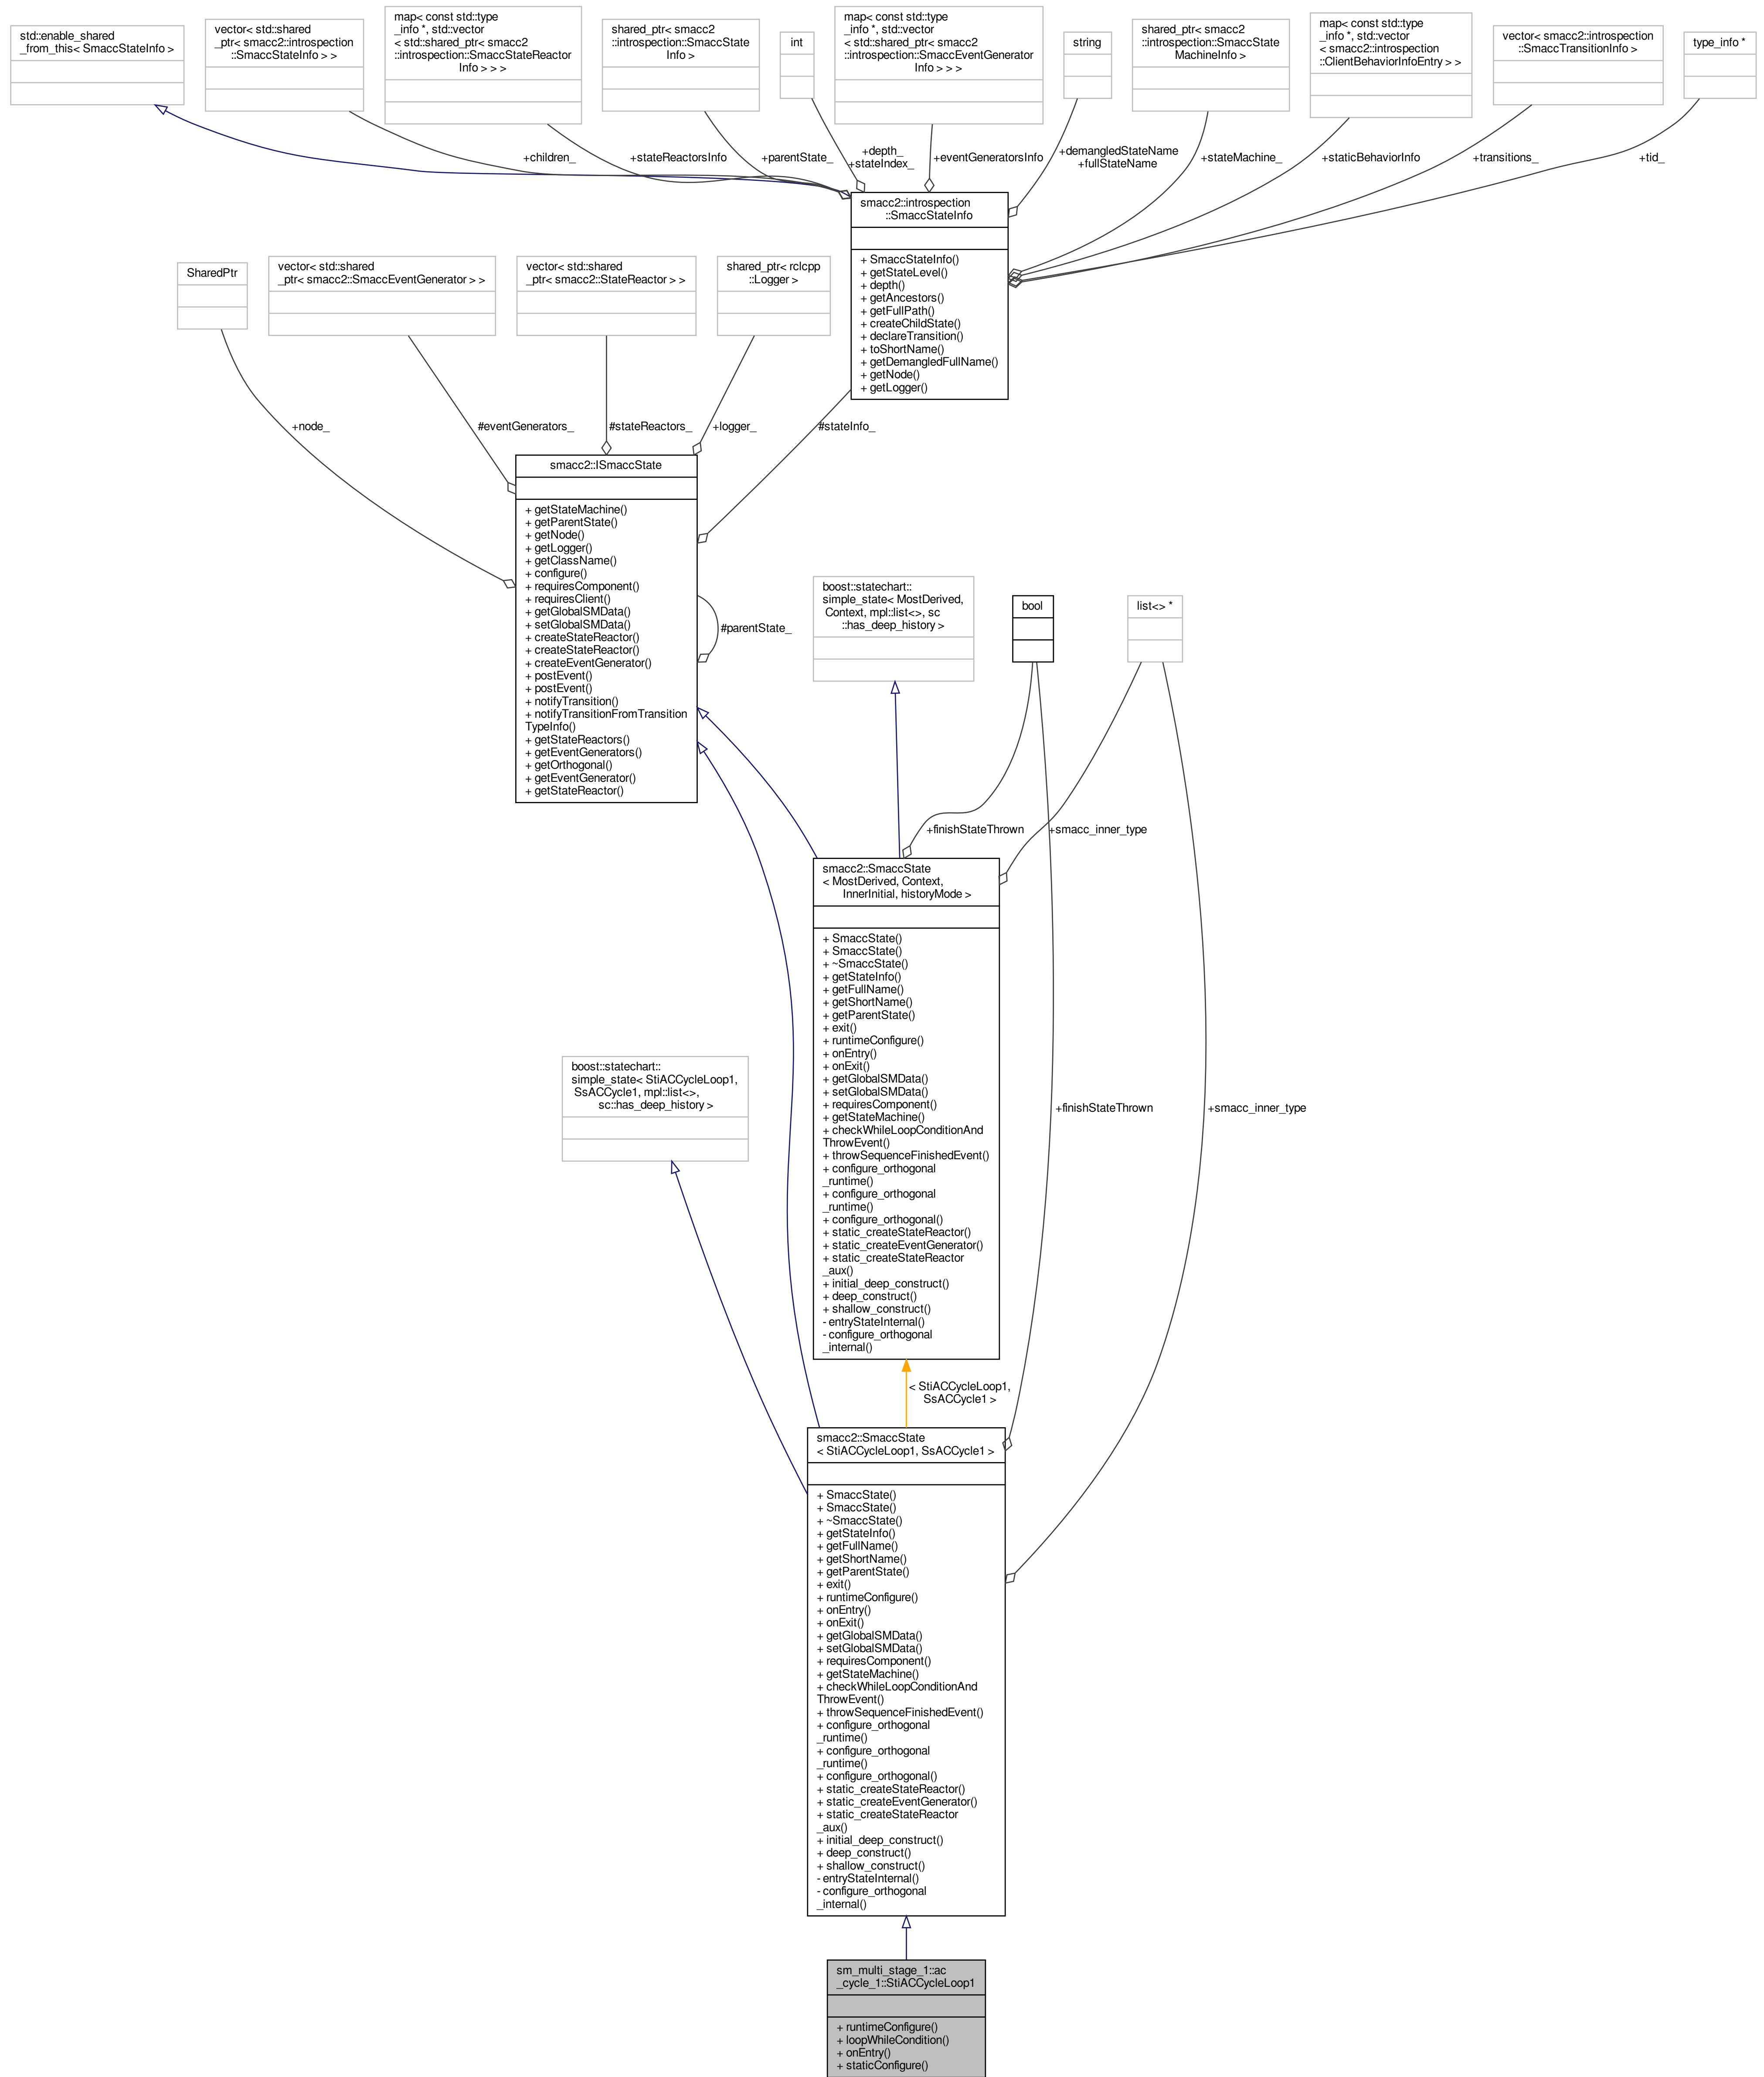 std::enable_shared
_from_this< SmaccStateInfo >
vector< std::shared
_ptr< smacc2::introspection
::SmaccStateInfo > >
map< const std::type
_info *, std::vector
< std::shared_ptr< smacc2
::introspection::SmaccStateReactor
Info > > >
shared_ptr< smacc2
::introspection::SmaccState
Info >
int
map< const std::type
_info *, std::vector
< std::shared_ptr< smacc2
::introspection::SmaccEventGenerator
Info > > >
string
shared_ptr< smacc2
::introspection::SmaccState
MachineInfo >
map< const std::type
_info *, std::vector
< smacc2::introspection
::ClientBehaviorInfoEntry > >
vector< smacc2::introspection
::SmaccTransitionInfo >
type_info *
+children_
+stateReactorsInfo
+parentState_
+depth_
+stateIndex_
+eventGeneratorsInfo
+demangledStateName
+fullStateName
+stateMachine_
+staticBehaviorInfo
+transitions_
+tid_
smacc2::introspection
::SmaccStateInfo
+ SmaccStateInfo()
+ getStateLevel()
+ depth()
+ getAncestors()
+ getFullPath()
+ createChildState()
+ declareTransition()
+ toShortName()
+ getDemangledFullName()
+ getNode()
+ getLogger()
SharedPtr
vector< std::shared
_ptr< smacc2::SmaccEventGenerator > >
vector< std::shared
_ptr< smacc2::StateReactor > >
shared_ptr< rclcpp
::Logger >
+node_
#eventGenerators_
#stateReactors_
+logger_
#stateInfo_
smacc2::ISmaccState
+ getStateMachine()
+ getParentState()
+ getNode()
+ getLogger()
+ getClassName()
+ configure()
+ requiresComponent()
+ requiresClient()
+ getGlobalSMData()
+ setGlobalSMData()
+ createStateReactor()
+ createStateReactor()
+ createEventGenerator()
+ postEvent()
+ postEvent()
+ notifyTransition()
+ notifyTransitionFromTransition
TypeInfo()
+ getStateReactors()
+ getEventGenerators()
+ getOrthogonal()
+ getEventGenerator()
+ getStateReactor()
#parentState_
boost::statechart::
simple_state< MostDerived,
Context, mpl::list<>, sc
::has_deep_history >
bool
list<> *
+finishStateThrown
+smacc_inner_type
smacc2::SmaccState
< MostDerived, Context,
InnerInitial, historyMode >
+ SmaccState()
+ SmaccState()
+ ~SmaccState()
+ getStateInfo()
+ getFullName()
+ getShortName()
+ getParentState()
+ exit()
+ runtimeConfigure()
+ onEntry()
+ onExit()
+ getGlobalSMData()
+ setGlobalSMData()
+ requiresComponent()
+ getStateMachine()
+ checkWhileLoopConditionAnd
ThrowEvent()
+ throwSequenceFinishedEvent()
+ configure_orthogonal
_runtime()
+ configure_orthogonal
_runtime()
+ configure_orthogonal()
+ static_createStateReactor()
+ static_createEventGenerator()
+ static_createStateReactor
_aux()
+ initial_deep_construct()
+ deep_construct()
+ shallow_construct()
- entryStateInternal()
- configure_orthogonal
_internal()
boost::statechart::
simple_state< StiACCycleLoop1,
SsACCycle1, mpl::list<>,
sc::has_deep_history >
+finishStateThrown
+smacc_inner_type
< StiACCycleLoop1,
SsACCycle1 >
smacc2::SmaccState
< StiACCycleLoop1, SsACCycle1 >
+ SmaccState()
+ SmaccState()
+ ~SmaccState()
+ getStateInfo()
+ getFullName()
+ getShortName()
+ getParentState()
+ exit()
+ runtimeConfigure()
+ onEntry()
+ onExit()
+ getGlobalSMData()
+ setGlobalSMData()
+ requiresComponent()
+ getStateMachine()
+ checkWhileLoopConditionAnd
ThrowEvent()
+ throwSequenceFinishedEvent()
+ configure_orthogonal
_runtime()
+ configure_orthogonal
_runtime()
+ configure_orthogonal()
+ static_createStateReactor()
+ static_createEventGenerator()
+ static_createStateReactor
_aux()
+ initial_deep_construct()
+ deep_construct()
+ shallow_construct()
- entryStateInternal()
- configure_orthogonal
_internal()
sm_multi_stage_1::ac
_cycle_1::StiACCycleLoop1
+ runtimeConfigure()
+ loopWhileCondition()
+ onEntry()
+ staticConfigure()